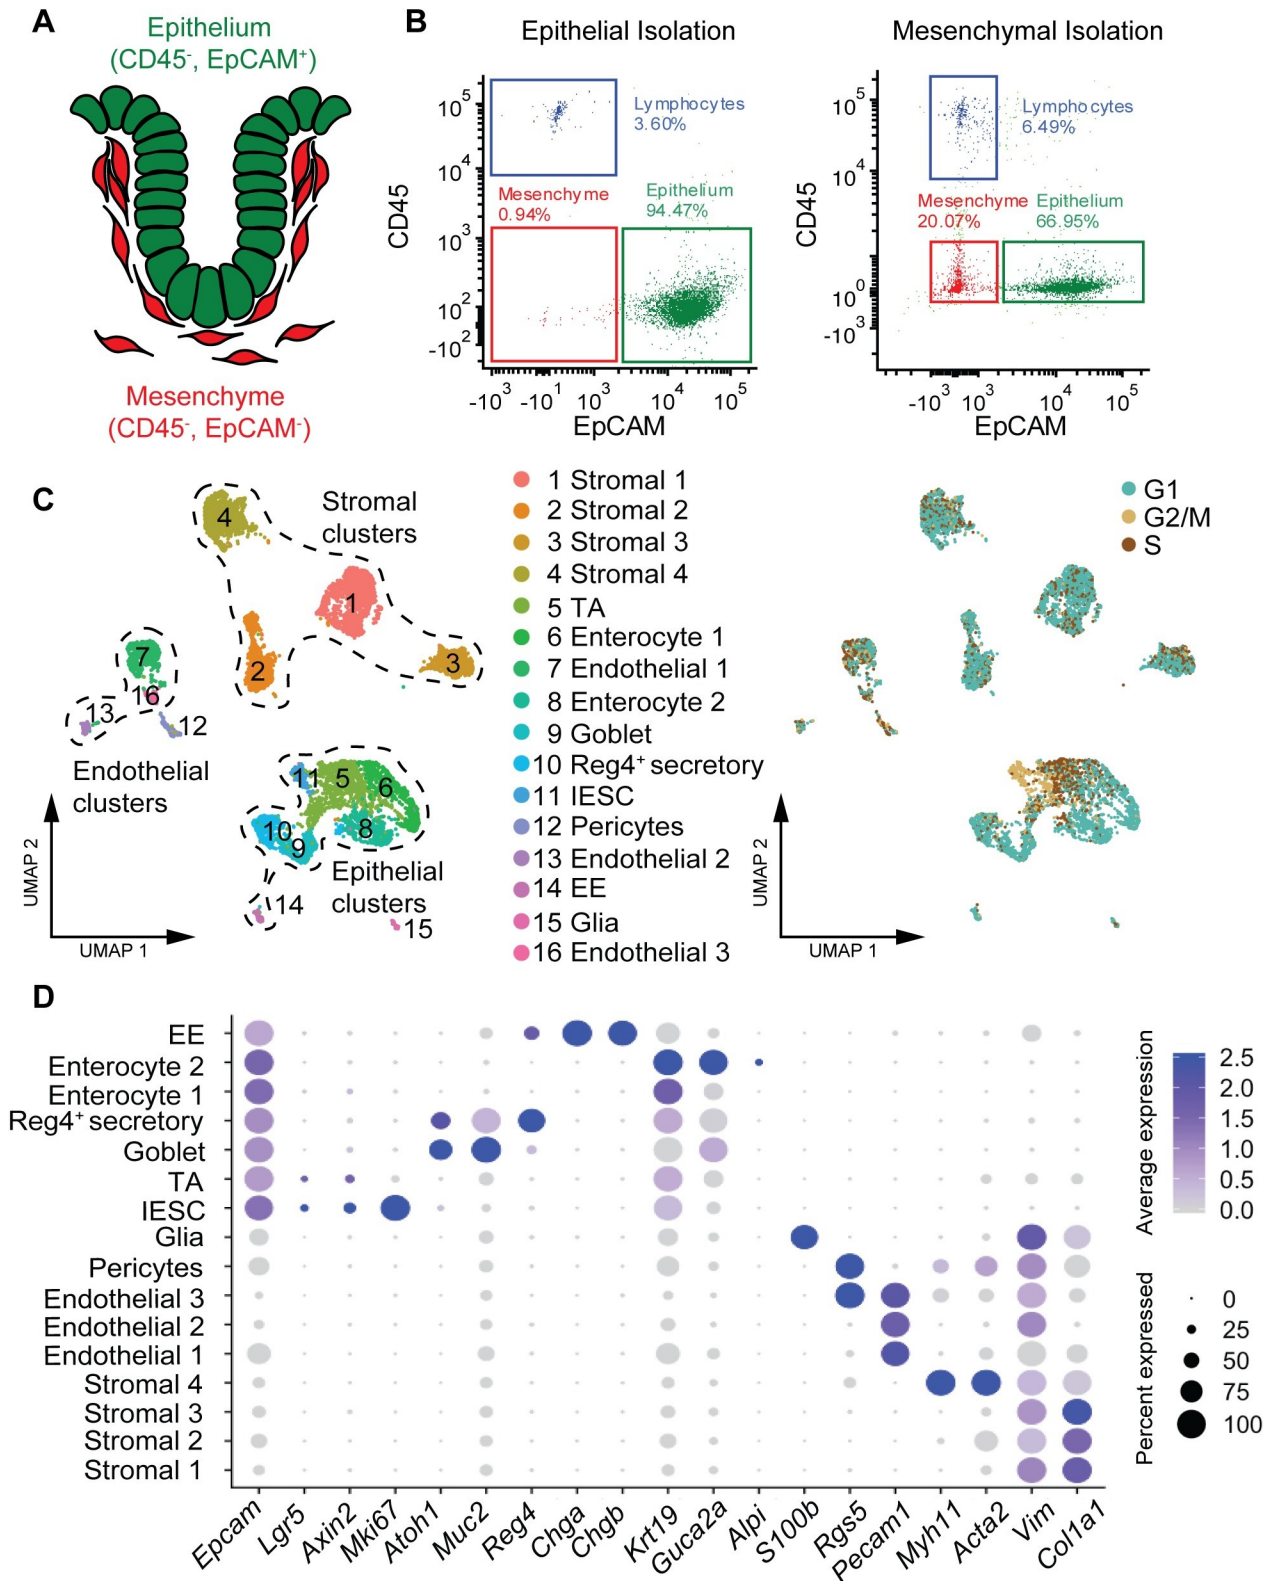 A
Epithelium
(CD45-, EpCAM+)
Mesenchyme
(CD45-, EpCAM-)
B
Epithelial Isolation
CD45
10^5
10^4
10^3
10^2
-10^2
Lymphocytes
3.60%
Mesenchyme
0.94%
Epithelium
94.47%
-10^3 -10^1 10^3 10^4 10^5
EpCAM
Mesenchymal Isolation
CD45
10^5
10^4
10^0
-10^3
Lymphocytes
6.49%
Mesenchyme
20.07%
Epithelium
66.95%
-10^3 10^3 10^4 10^5
EpCAM
C
Stromal
clusters
4
1
2
3
7
16
13
12
Endothelial
clusters
11
5
6
10
9
8
Epithelial
clusters
14
15
UMAP 2
UMAP 1
1 Stromal 1
2 Stromal 2
3 Stromal 3
4 Stromal 4
5 TA
6 Enterocyte 1
7 Endothelial 1
8 Enterocyte 2
9 Goblet
10 Reg4+ secretory
11 IESC
12 Pericytes
13 Endothelial 2
14 EE
15 Glia
16 Endothelial 3
G1
G2/M
S
UMAP 2
UMAP 1
D
EE
Enterocyte 2
Enterocyte 1
Reg4+ secretory
Goblet
TA
IESC
Glia
Pericytes
Endothelial 3
Endothelial 2
Endothelial 1
Stromal 4
Stromal 3
Stromal 2
Stromal 1
Epcam Lgr5 Axin2 Mki67 Atoh1 Muc2 Reg4 Chga Chgb Krt19 Guca2a Alpi S100b Rgs5 Pecam1 Myh11 Acta2 Vim Col1a1
Average expression
2.5
2.0
1.5
1.0
0.5
0.0
Percent expressed
0
25
50
75
100